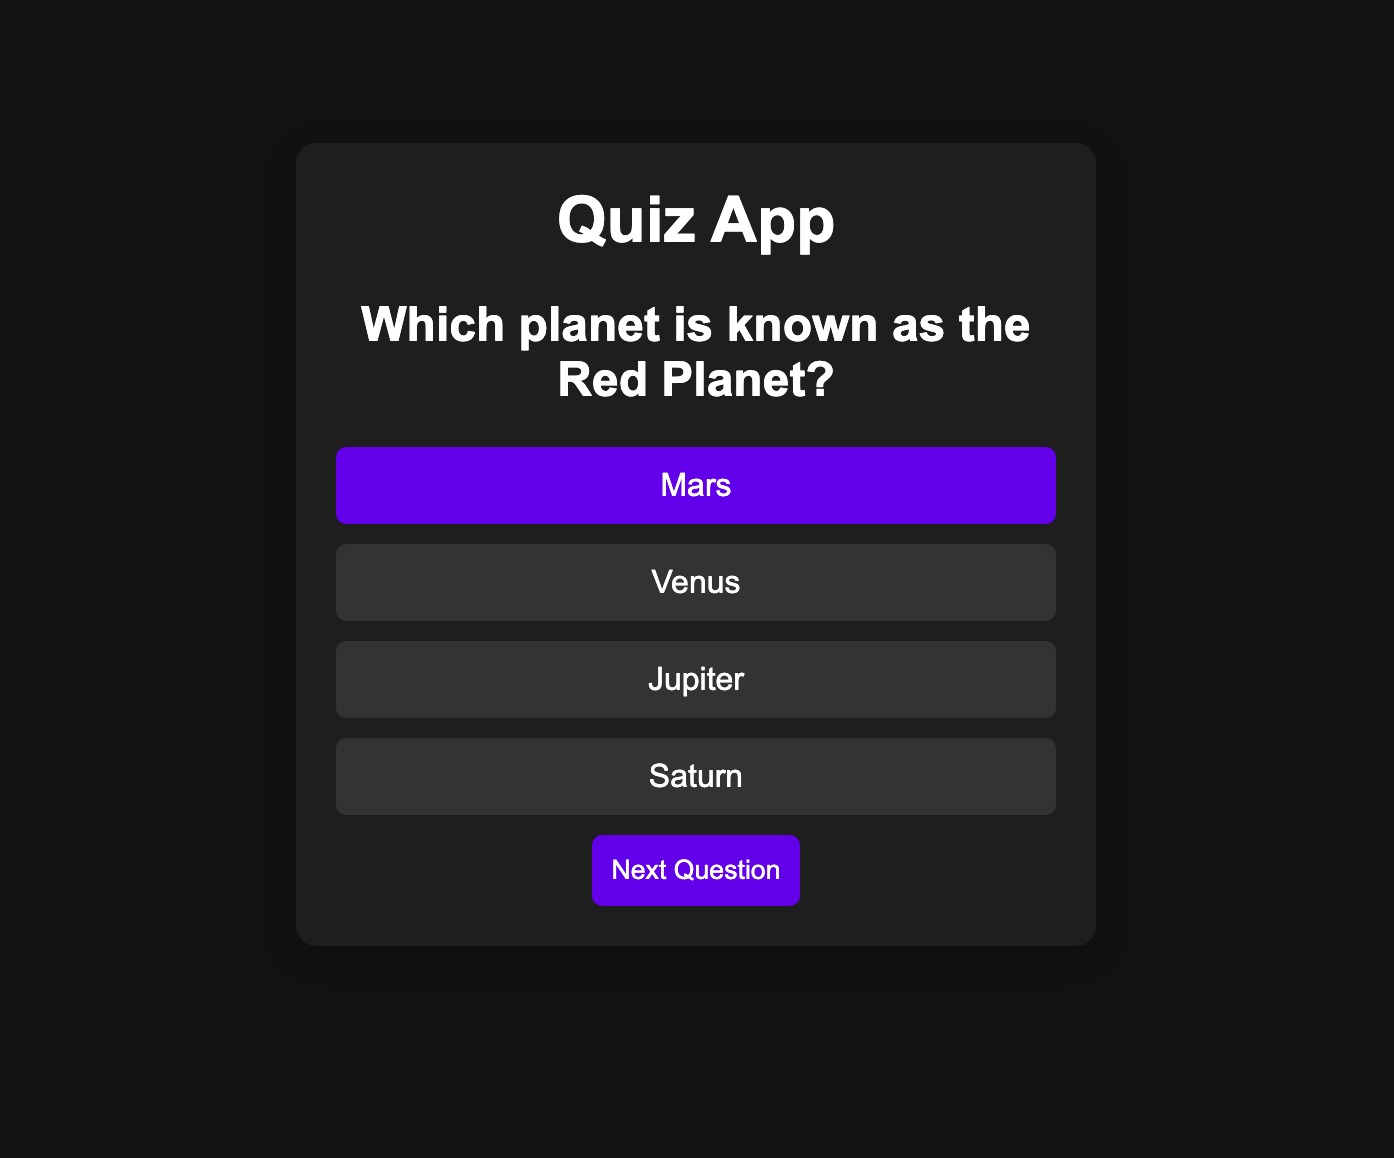 Quiz App
Which planet is known as the
Red Planet?
Mars
Venus
Jupiter
Saturn
Next Question